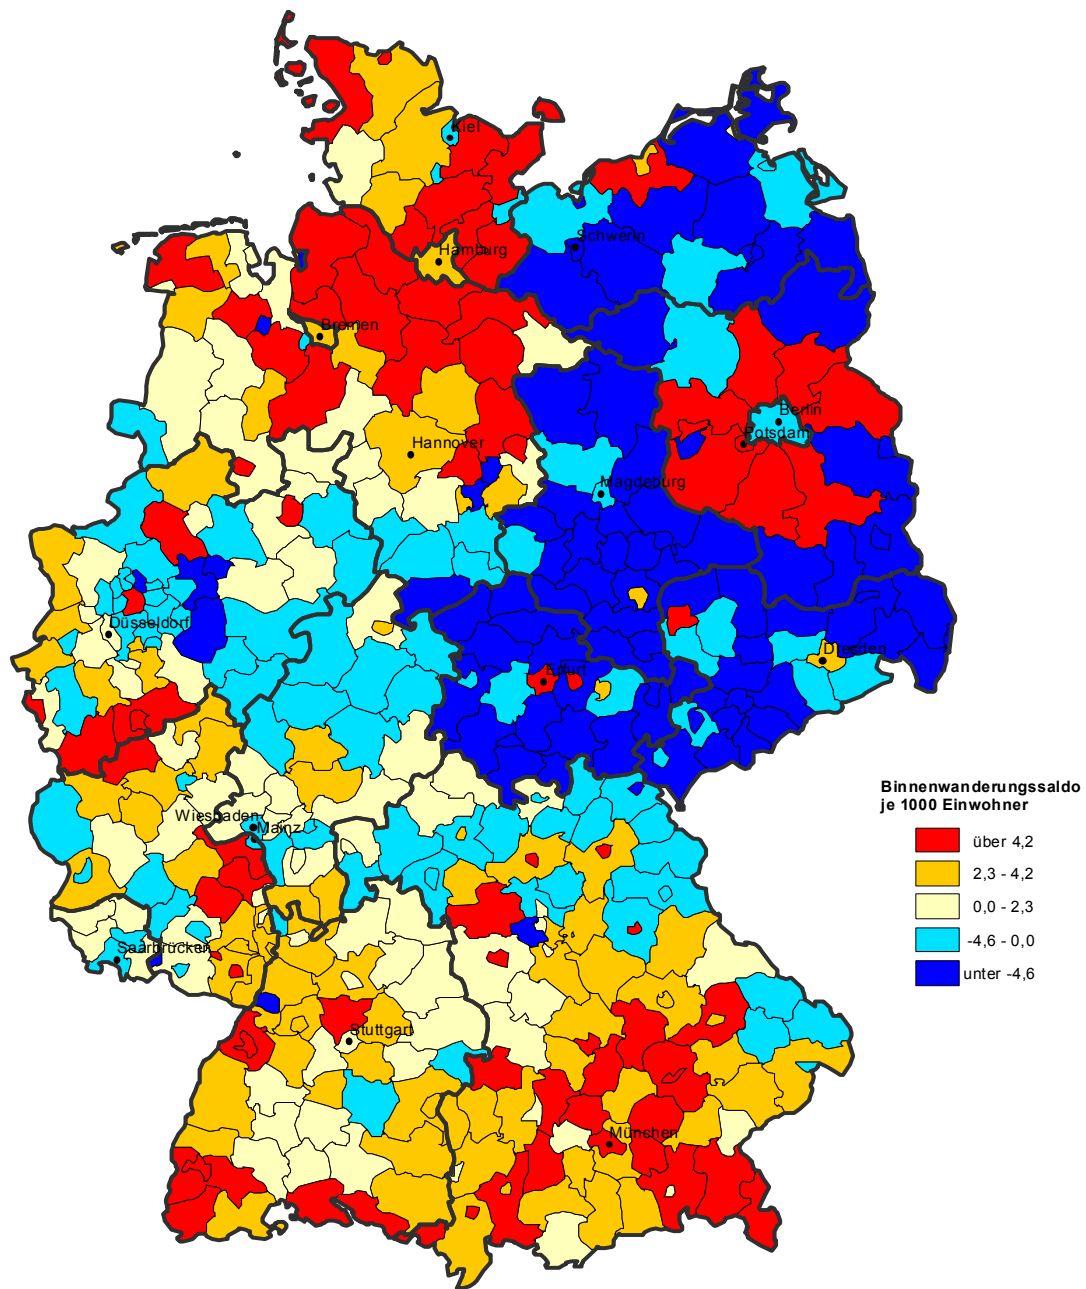 Kiel
Schwerin
Hamburg
Bremen
Berlin
Potsdam
Hannover
Magdeburg
Düsseldorf
Dresden
Erfurt
Binnenwanderungssaldo
je 1000 Einwohner
Wiesbaden
Mainz
über 4,2
2,3 - 4,2
0,0 - 2,3
-4,6 - 0,0
unter -4,6
Saarbrücken
Stuttgart
München